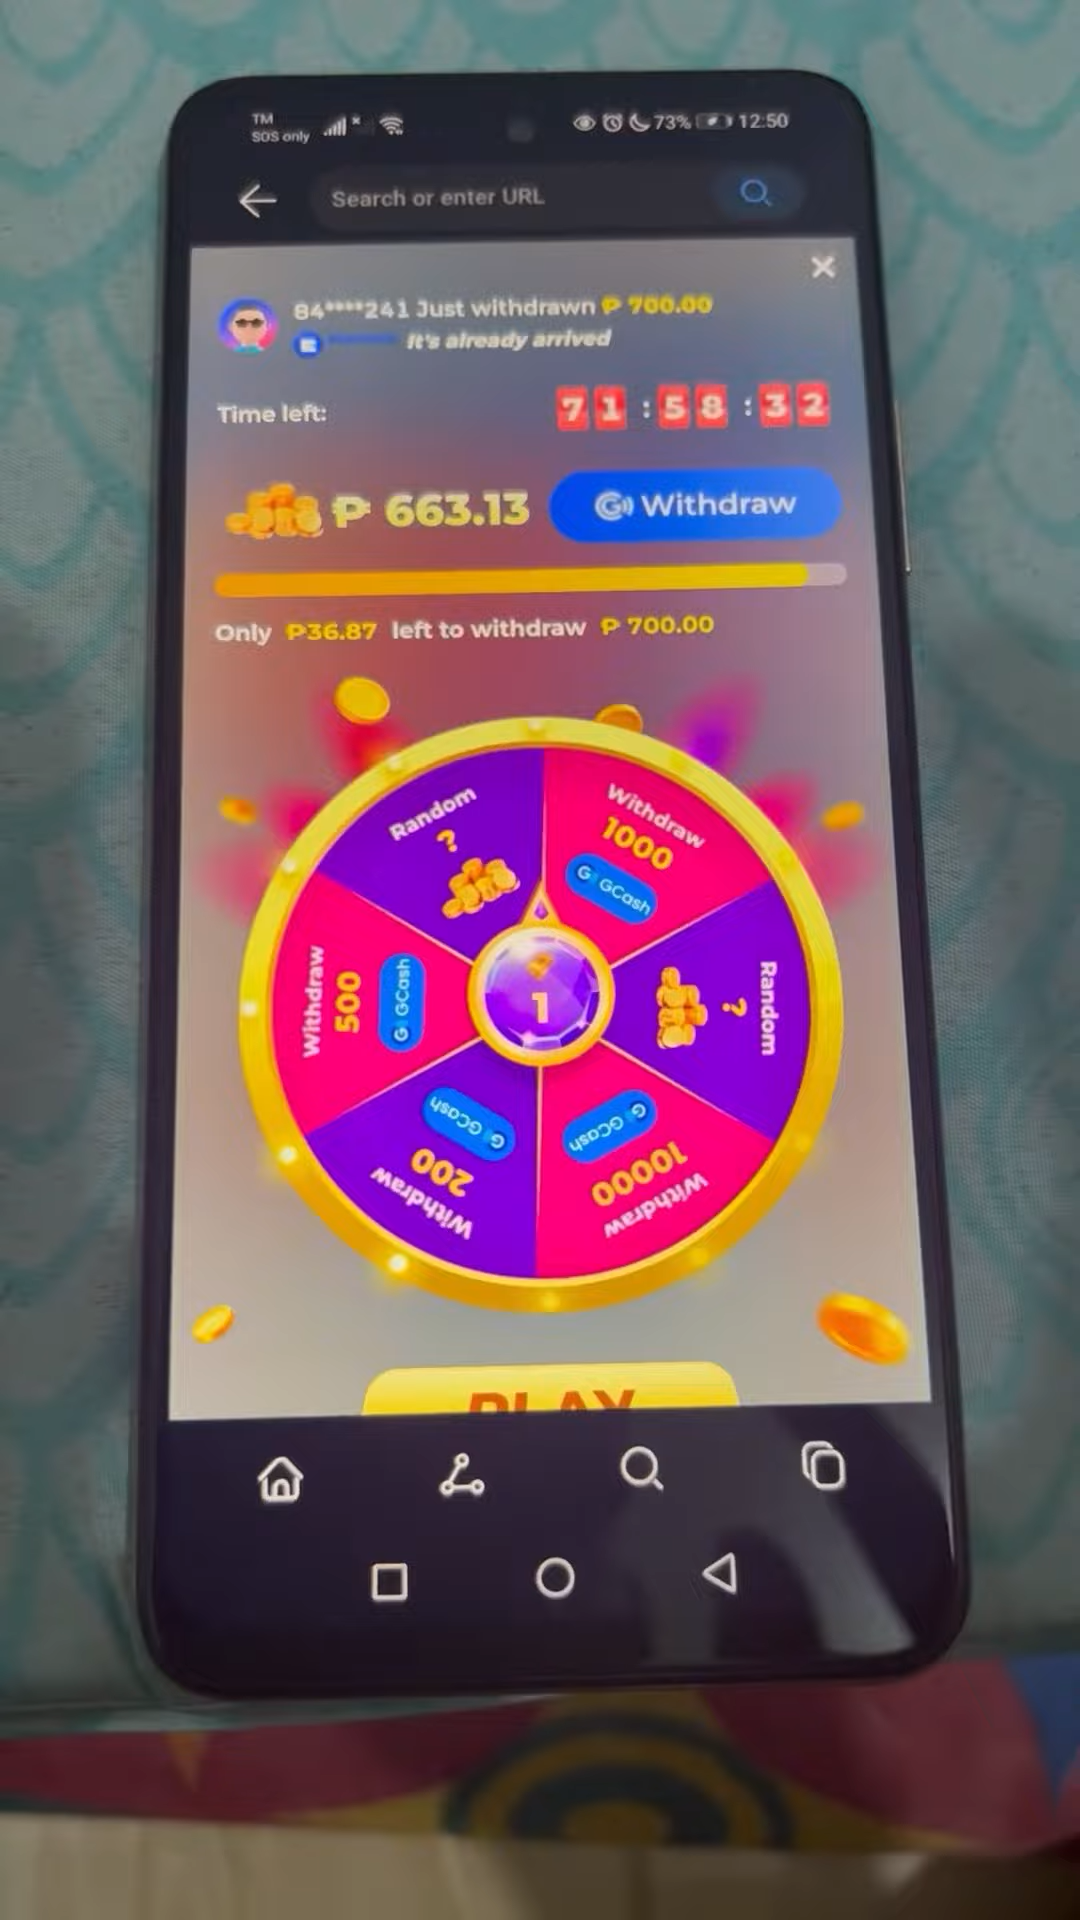 TM
SOS only
73% 12:50
Search or enter URL
84****241 Just withdrawn ₱ 700.00
It's already arrived
Time left: 71:58:32
₱ 663.13 Withdraw
Only ₱36.87 left to withdraw ₱ 700.00
Random
?
Withdraw
1000
GCash
Random
?
Withdraw
10000
GCash
Withdraw
200
GCash
Withdraw
500
GCash
1
PLAY